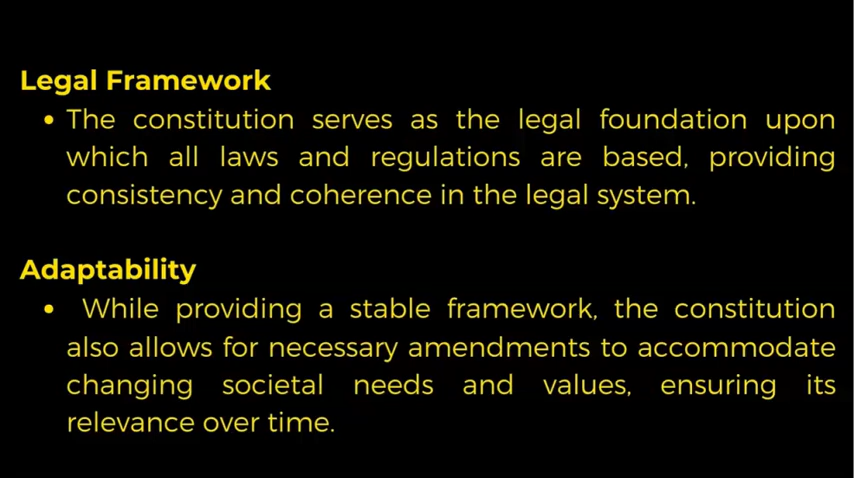 Legal Framework
• The constitution serves as the legal foundation upon
which all laws and regulations are based, providing
consistency and coherence in the legal system.
Adaptability
• While providing a stable framework, the constitution
also allows for necessary amendments to accommodate
changing societal needs and values, ensuring its
relevance over time.